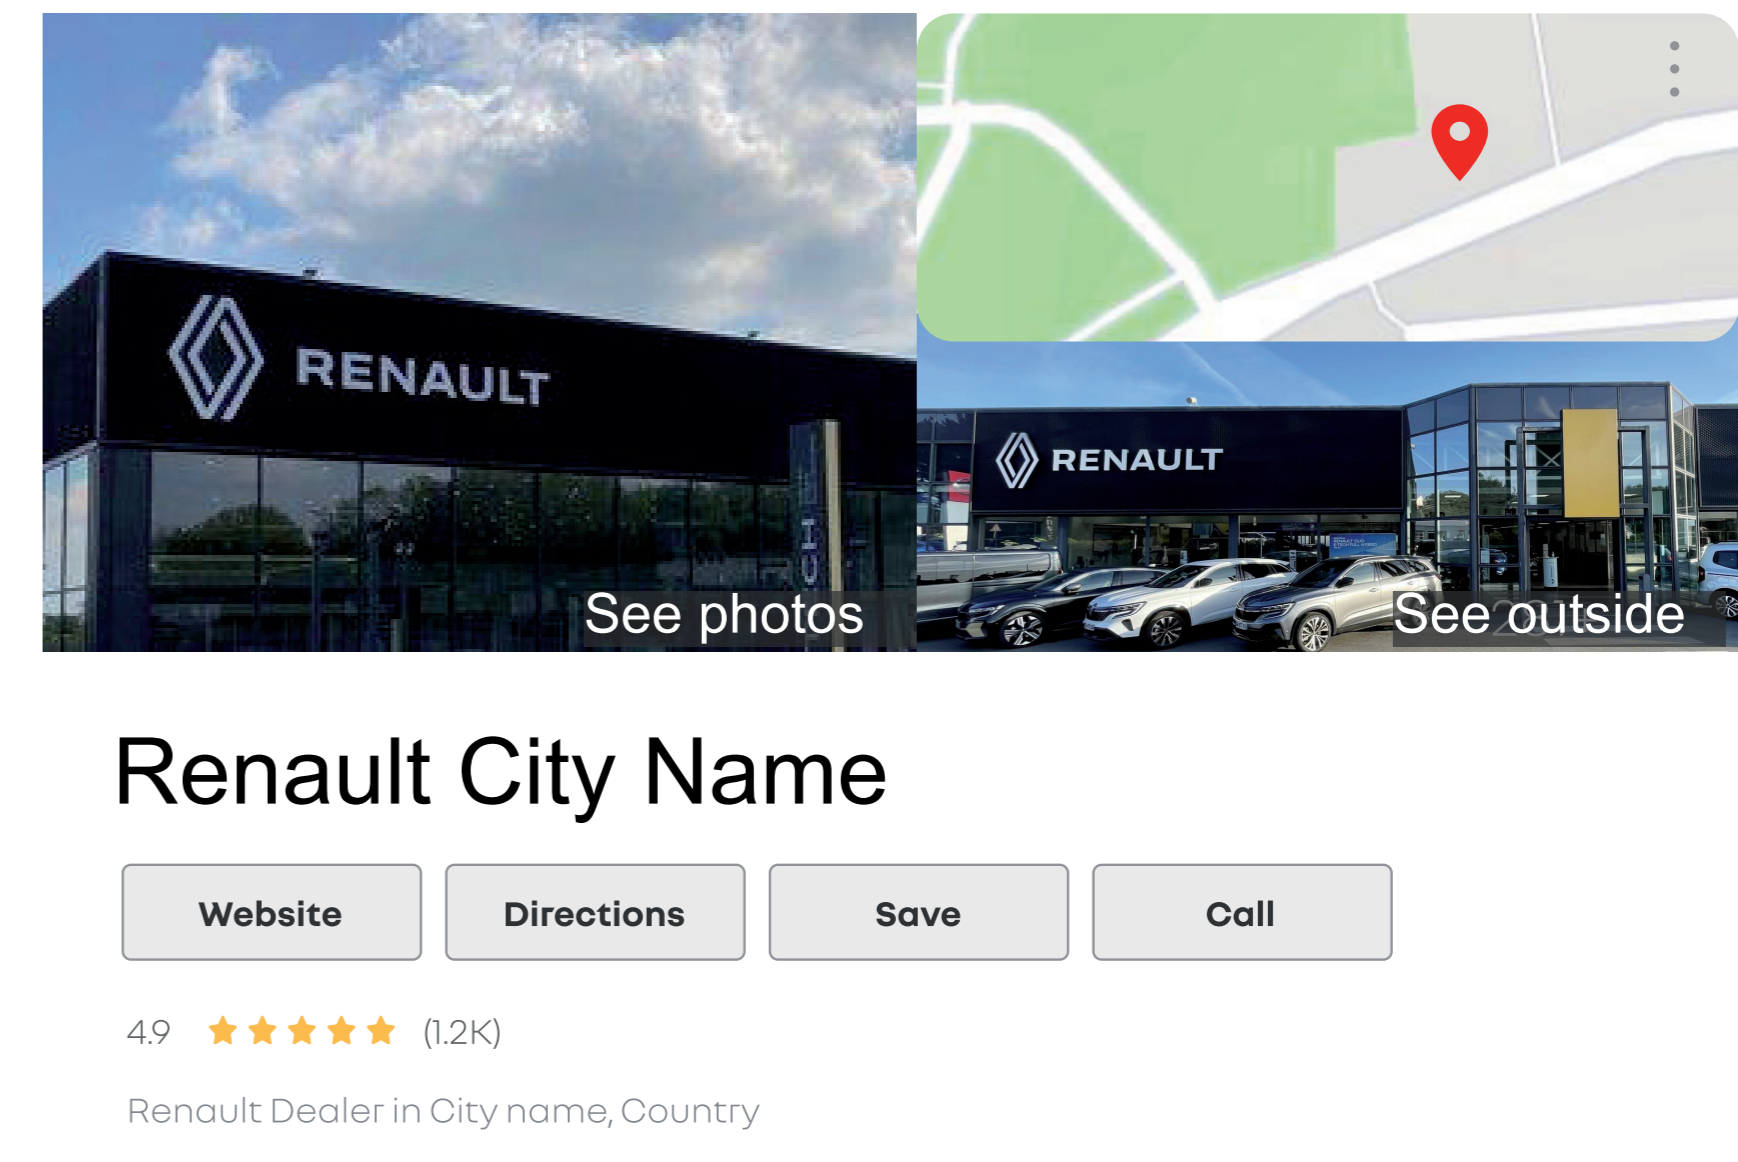 RENAULT
RENAULT
See photos
See outside
Renault City Name
Website
Directions
Save
Call
4.9 (1.2K)
Renault Dealer in City name, Country